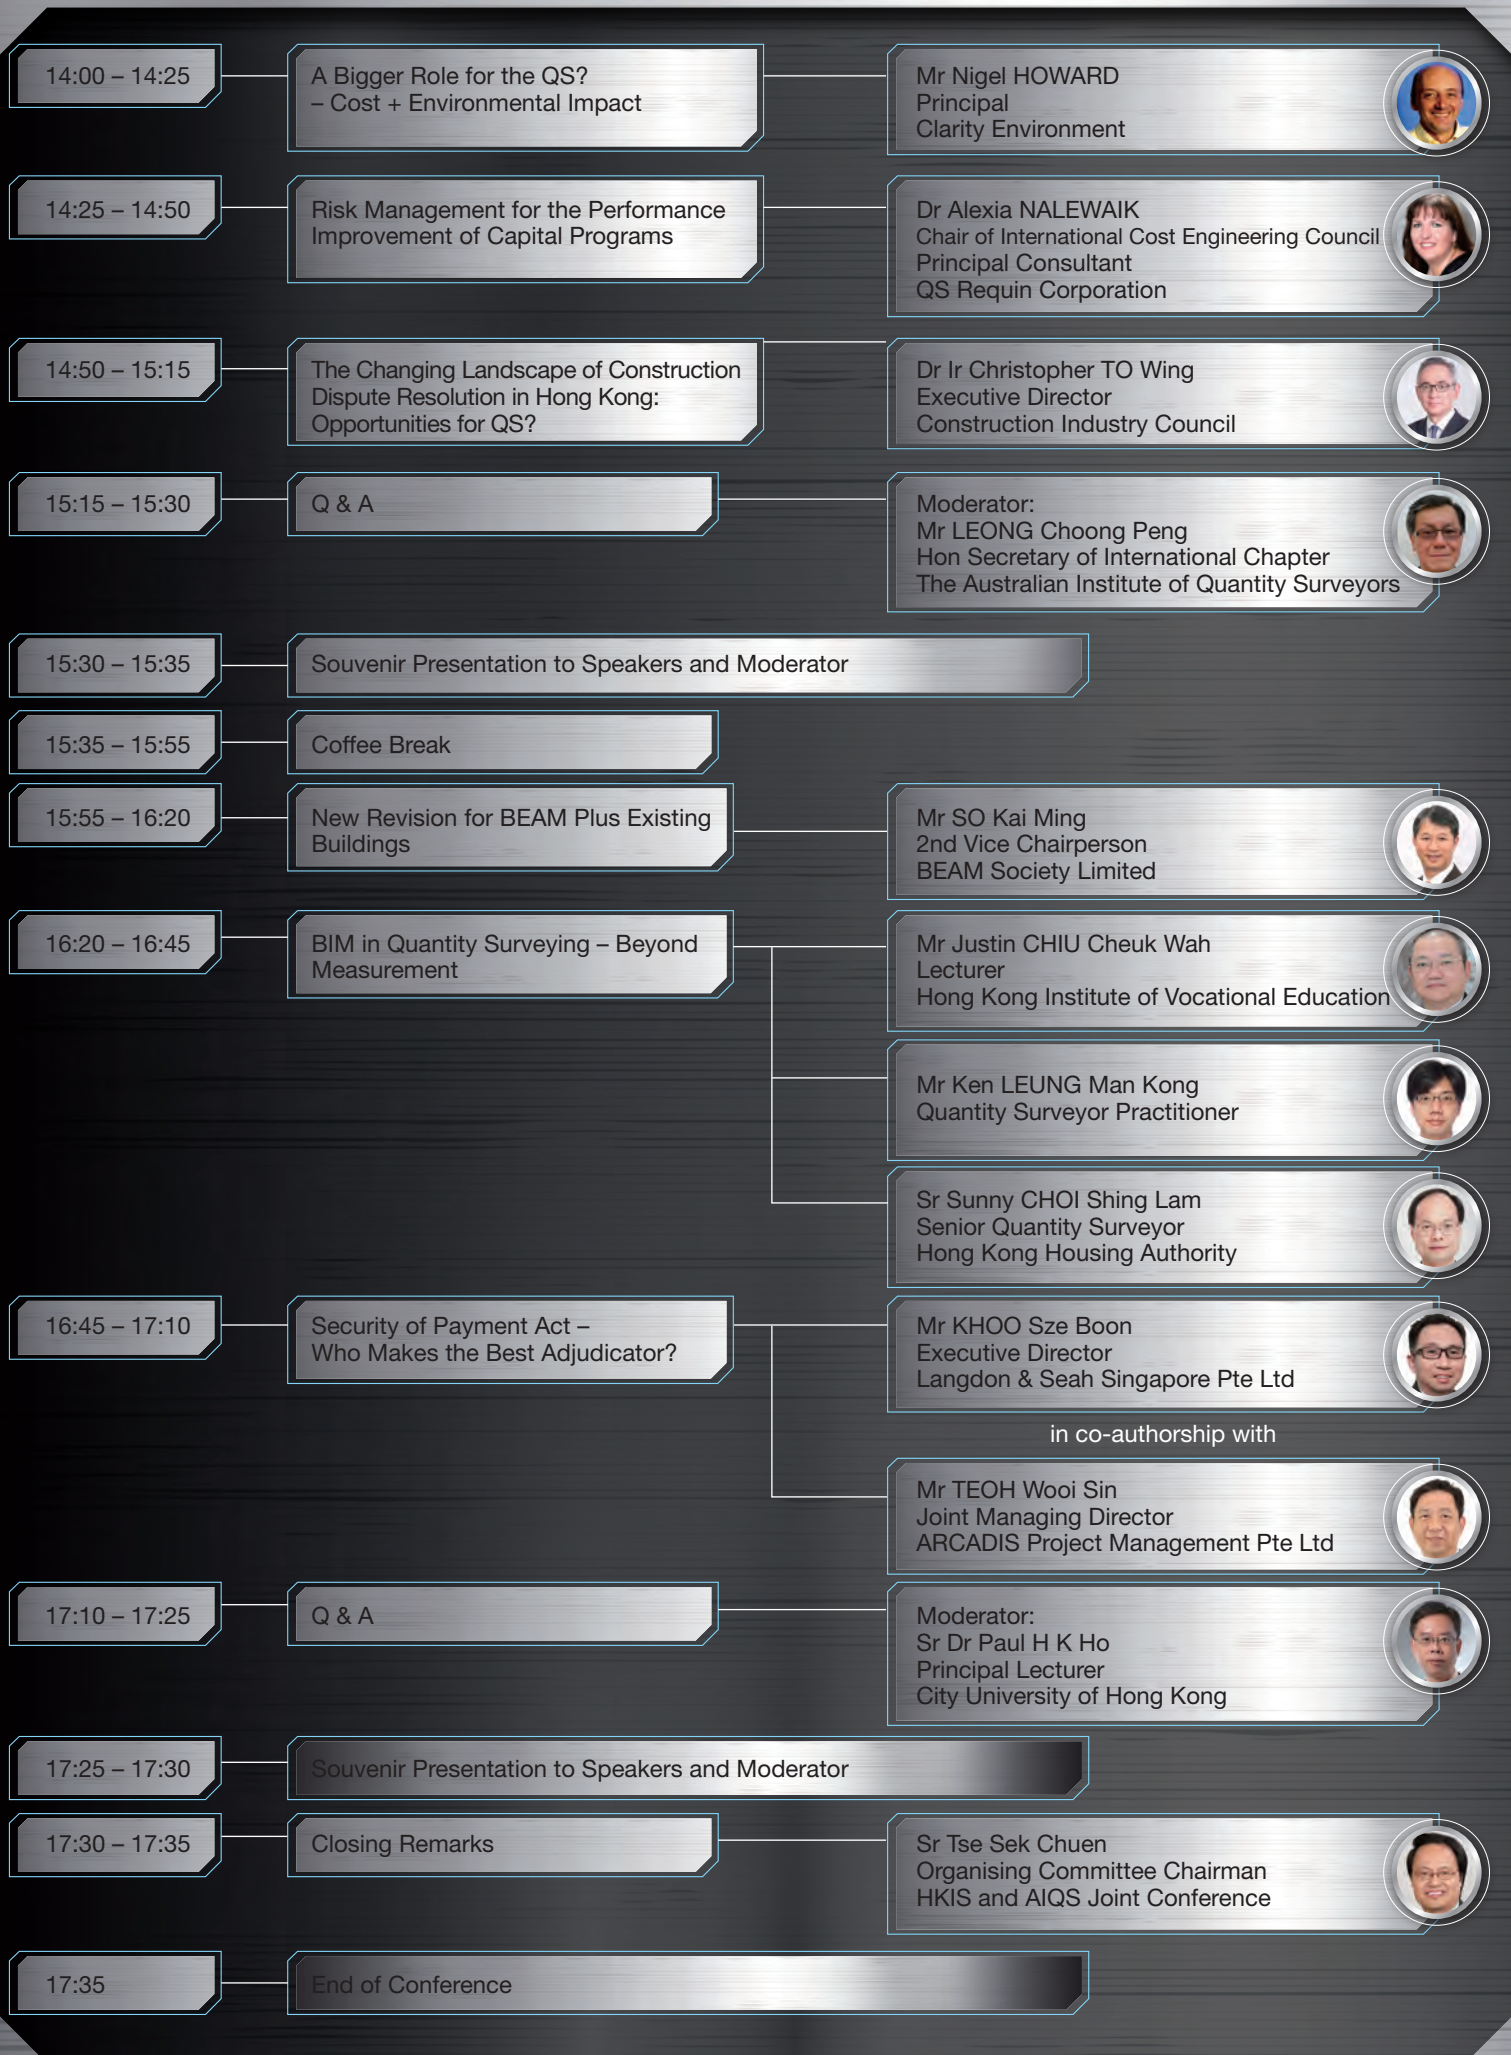 14:00 – 14:25
A Bigger Role for the QS?
– Cost + Environmental Impact
Mr Nigel HOWARD
Principal
Clarity Environment
14:25 – 14:50
Risk Management for the Performance
Improvement of Capital Programs
Dr Alexia NALEWAIK
Chair of International Cost Engineering Council
Principal Consultant
QS Requin Corporation
14:50 – 15:15
The Changing Landscape of Construction
Dispute Resolution in Hong Kong:
Opportunities for QS?
Dr Ir Christopher TO Wing
Executive Director
Construction Industry Council
15:15 – 15:30
Q & A
Moderator:
Mr LEONG Choong Peng
Hon Secretary of International Chapter
The Australian Institute of Quantity Surveyors
15:30 – 15:35
Souvenir Presentation to Speakers and Moderator
15:35 – 15:55
Coffee Break
15:55 – 16:20
New Revision for BEAM Plus Existing
Buildings
Mr SO Kai Ming
2nd Vice Chairperson
BEAM Society Limited
16:20 – 16:45
BIM in Quantity Surveying – Beyond
Measurement
Mr Justin CHIU Cheuk Wah
Lecturer
Hong Kong Institute of Vocational Education
Mr Ken LEUNG Man Kong
Quantity Surveyor Practitioner
Sr Sunny CHOI Shing Lam
Senior Quantity Surveyor
Hong Kong Housing Authority
16:45 – 17:10
Security of Payment Act –
Who Makes the Best Adjudicator?
Mr KHOO Sze Boon
Executive Director
Langdon & Seah Singapore Pte Ltd
in co-authorship with
Mr TEOH Wooi Sin
Joint Managing Director
ARCADIS Project Management Pte Ltd
17:10 – 17:25
Q & A
Moderator:
Sr Dr Paul H K Ho
Principal Lecturer
City University of Hong Kong
17:25 – 17:30
Souvenir Presentation to Speakers and Moderator
17:30 – 17:35
Closing Remarks
Sr Tse Sek Chuen
Organising Committee Chairman
HKIS and AIQS Joint Conference
17:35
End of Conference